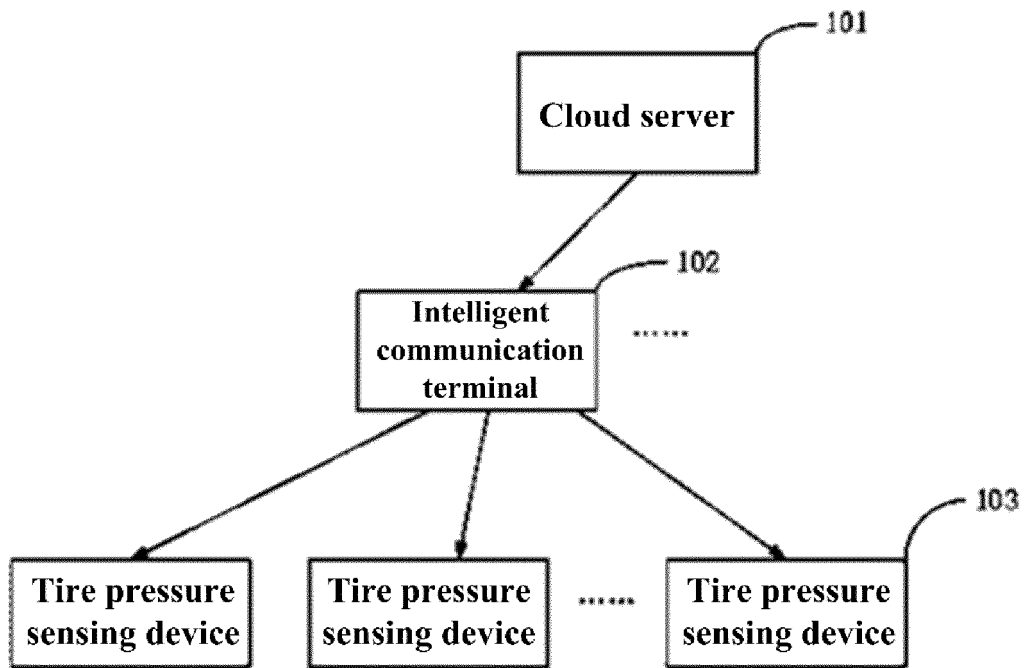 101
Cloud server
102
Intelligent
communication
terminal
……
103
Tire pressure
sensing device
Tire pressure
sensing device
……
Tire pressure
sensing device